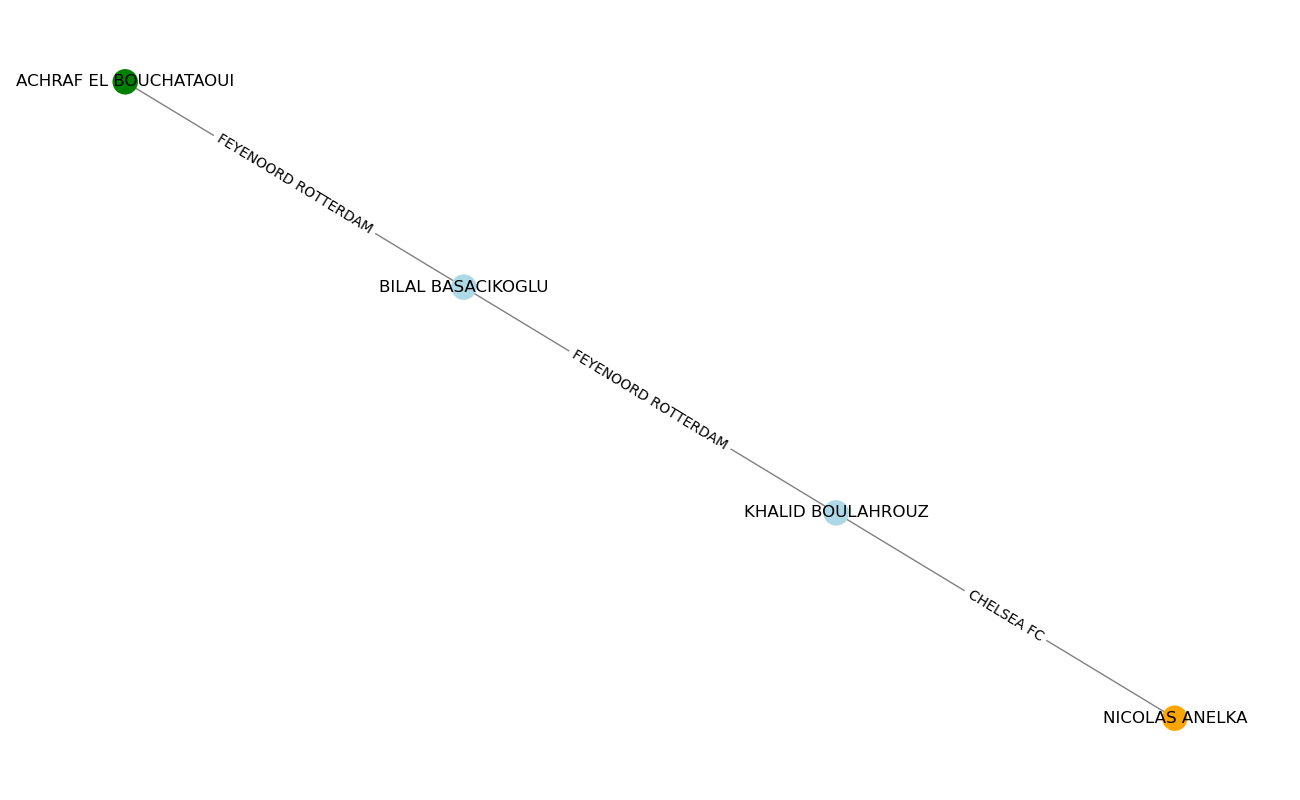 ACHRAF EL BOUCHATAOUI
FEYENOORD ROTTERDAM
BILAL BASACIKOGLU
FEYENOORD ROTTERDAM
KHALID BOULAHROUZ
CHELSEA FC
NICOLAS ANELKA